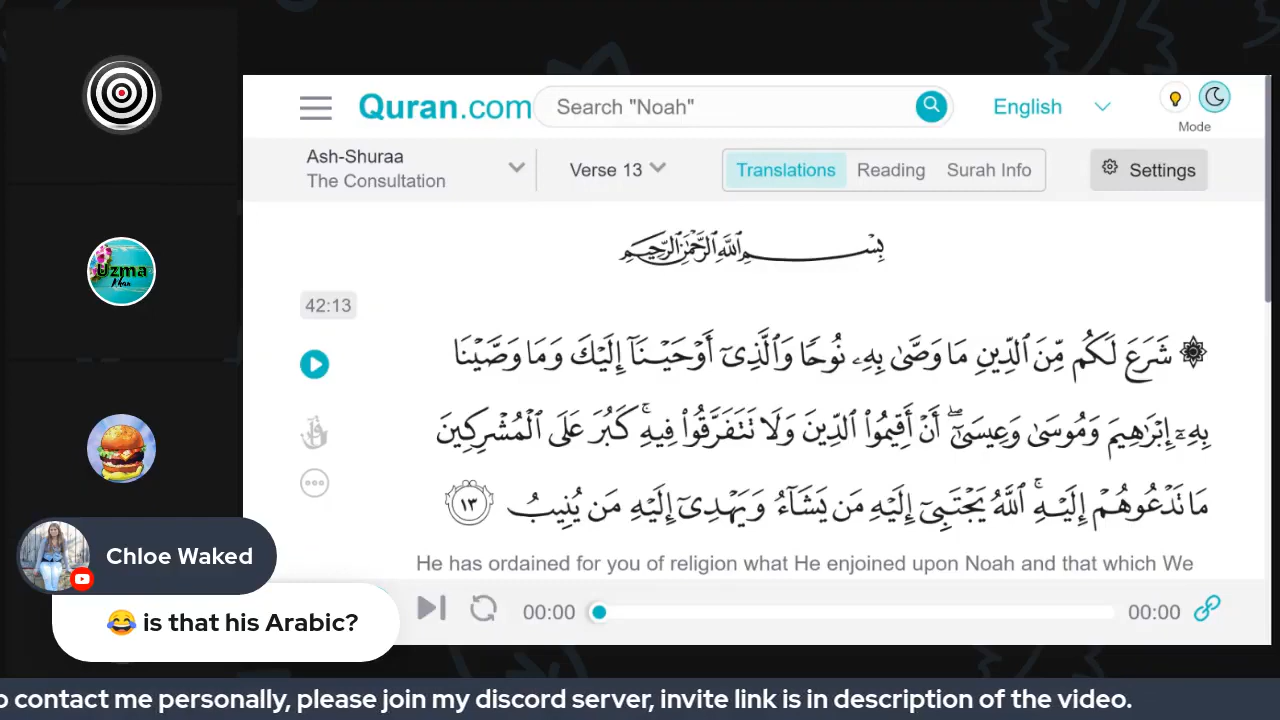 Quran.com
Search "Noah"
English
Mode
Ash-Shuraa
The Consultation
Verse 13
Translations
Reading
Surah Info
Settings
بِسْمِ اللَّهِ الرَّحْمَٰنِ الرَّحِيمِ
42:13
۞ شَرَعَ لَكُم مِّنَ ٱلدِّينِ مَا وَصَّىٰ بِهِۦ نُوحًا وَٱلَّذِىٓ أَوْحَيْنَآ إِلَيْكَ وَمَا وَصَّيْنَا
بِهِۦٓ إِبْرَٰهِيمَ وَمُوسَىٰ وَعِيسَىٰٓ ۖ أَنْ أَقِيمُوا۟ ٱلدِّينَ وَلَا تَتَفَرَّقُوا۟ فِيهِ ۚ كَبُرَ عَلَى ٱلْمُشْرِكِينَ
مَا تَدْعُوهُمْ إِلَيْهِ ۚ ٱللَّهُ يَجْتَبِىٓ إِلَيْهِ مَن يَشَآءُ وَيَهْدِىٓ إِلَيْهِ مَن يُنِيبُ ١٣
He has ordained for you of religion what He enjoined upon Noah and that which We
00:00
00:00
Uzma
Khan
Chloe Waked
😂 is that his Arabic?
o contact me personally, please join my discord server, invite link is in description of the video.